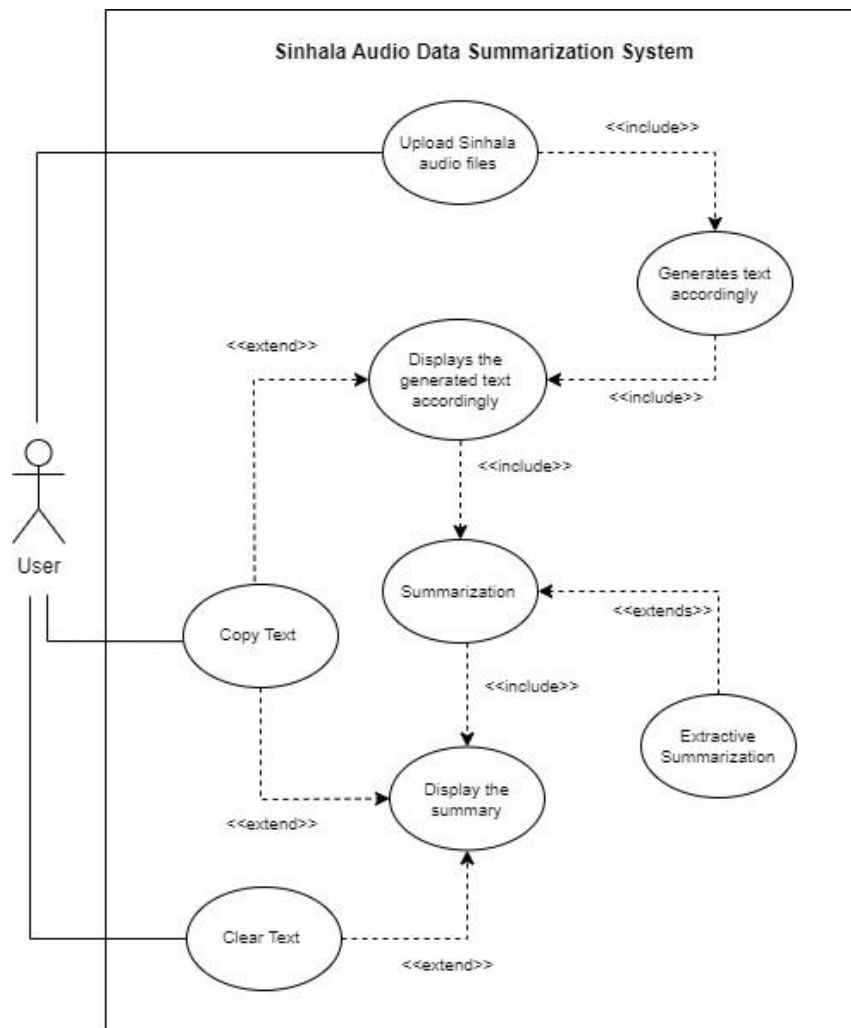 Sinhala Audio Data Summarization System
Upload Sinhala
audio files
<<include>>
Generates text
accordingly
<<extend>>
Displays the
generated text
accordingly
<<include>>
<<include>>
User
Copy Text
Summarization
<<extends>>
<<include>>
Extractive
Summarization
Display the
summary
<<extend>>
Clear Text
<<extend>>